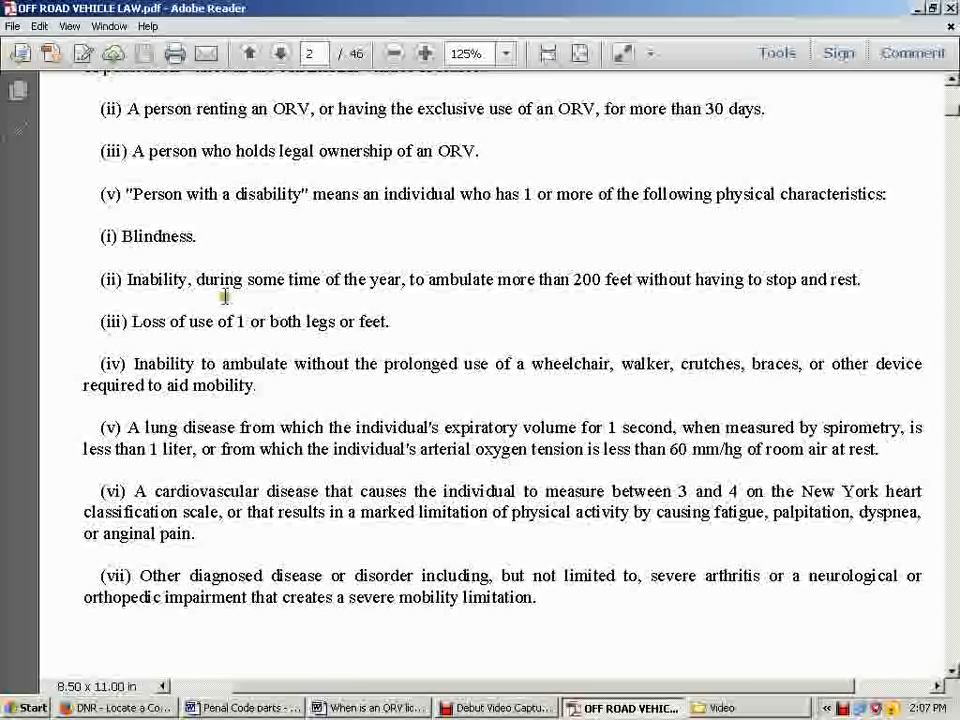 OFF ROAD VEHICLE LAW.pdf - Adobe Reader
File Edit View Window Help
2 / 46 125% Tools Sign Comment
(ii) A person renting an ORV, or having the exclusive use of an ORV, for more than 30 days.
(iii) A person who holds legal ownership of an ORV.
(v) "Person with a disability" means an individual who has 1 or more of the following physical characteristics:
(i) Blindness.
(ii) Inability, during some time of the year, to ambulate more than 200 feet without having to stop and rest.
(iii) Loss of use of 1 or both legs or feet.
(iv) Inability to ambulate without the prolonged use of a wheelchair, walker, crutches, braces, or other device
required to aid mobility.
(v) A lung disease from which the individual's expiratory volume for 1 second, when measured by spirometry, is
less than 1 liter, or from which the individual's arterial oxygen tension is less than 60 mm/hg of room air at rest.
(vi) A cardiovascular disease that causes the individual to measure between 3 and 4 on the New York heart
classification scale, or that results in a marked limitation of physical activity by causing fatigue, palpitation, dyspnea,
or anginal pain.
(vii) Other diagnosed disease or disorder including, but not limited to, severe arthritis or a neurological or
orthopedic impairment that creates a severe mobility limitation.
8.50 x 11.00 in
Start DNR - Locate a Co... Penal Code parts - ... When is an ORV lic... Debut Video Captu... OFF ROAD VEHIC... Video « 2:07 PM